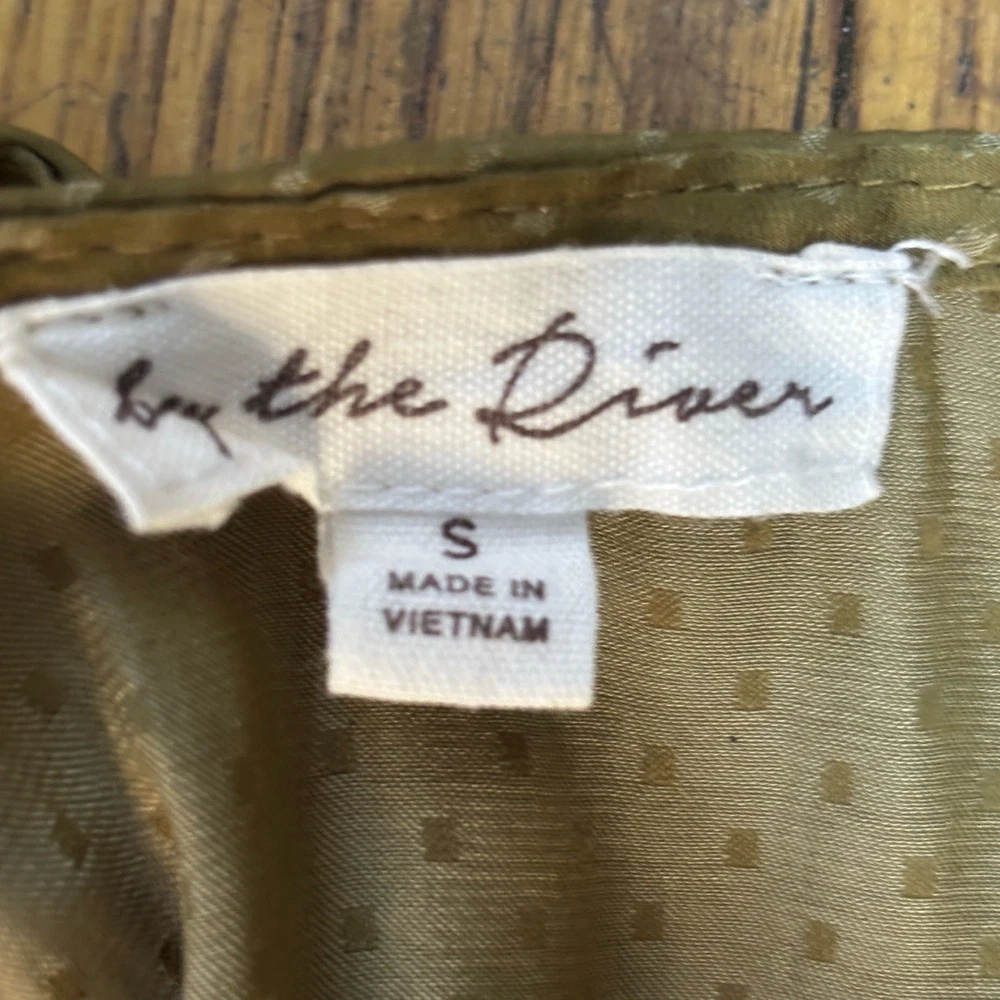 by the River
S
MADE IN
VIETNAM